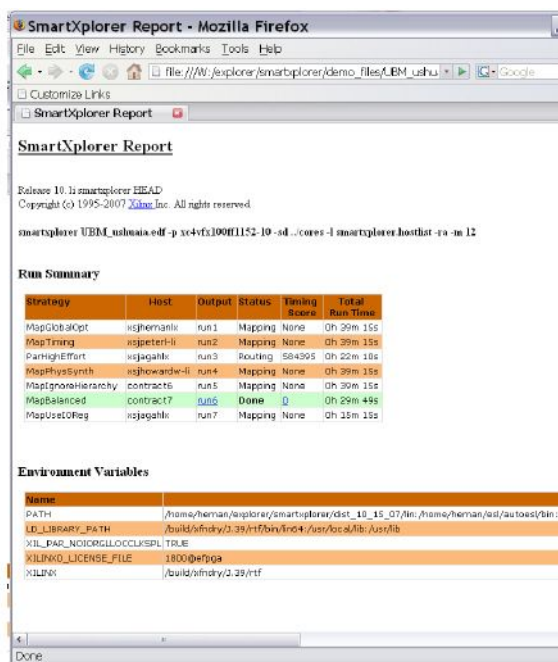 SmartXplorer Report - Mozilla Firefox
File Edit View History Bookmarks Tools Help
file:///W:/explorer/smartxplorer/demo_files/UBM_ushu
Google
Customize Links
SmartXplorer Report
SmartXplorer Report
Release 10.1i smartxplorer HEAD
Copyright (c) 1995-2007 Xilinx Inc. All rights reserved.
smartxplorer UBM_ushuaia.edf -p xc4vfx100ff1152-10 -sd ../cores -l smartxplorer.hostlist -ra -m 12
Run Summary
Strategy Host Output Status Timing Score Total Run Time
MapGlobalOpt xsjhemanlx run1 Mapping None 0h 39m 15s
MapTiming xsjpeterl-li run2 Mapping None 0h 39m 15s
ParHighEffort xsjagahlx run3 Routing 584395 0h 22m 10s
MapPhysSynth xsjhowardw-li run4 Mapping None 0h 39m 15s
MapIgnoreHierarchy contract6 run5 Mapping None 0h 39m 15s
MapBalanced contract7 run6 Done 0 0h 29m 49s
MapUseIOReg xsjagahlx run7 Mapping None 0h 15m 15s
Environment Variables
Name
PATH /home/heman/explorer/smartxplorer/dist_10_15_07/lin:/home/heman/esl/autoesl/bin:
LD_LIBRARY_PATH /build/xfndry/J.39/rtf/bin/lin64:/usr/local/lib:/usr/lib
XIL_PAR_NOIORGLLOCCLKSPL TRUE
XILINXD_LICENSE_FILE 1800@efpga
XILINX /build/xfndry/J.39/rtf
Done